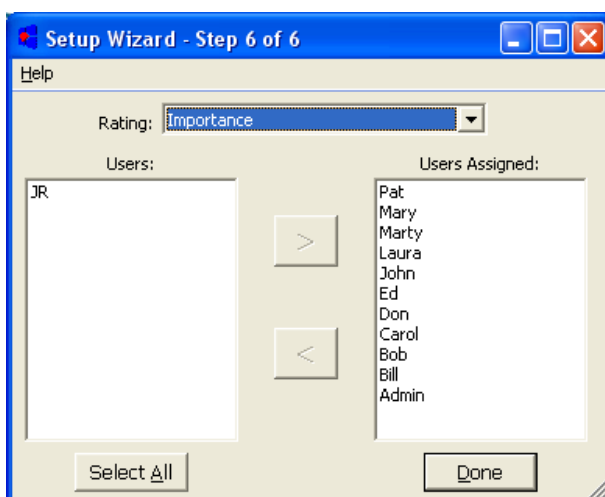 Setup Wizard - Step 6 of 6
Help
Rating: Importance
Users:
Users Assigned:
JR
Pat
Mary
Marty
Laura
John
Ed
Don
Carol
Bob
Bill
Admin
>
<
Select All
Done